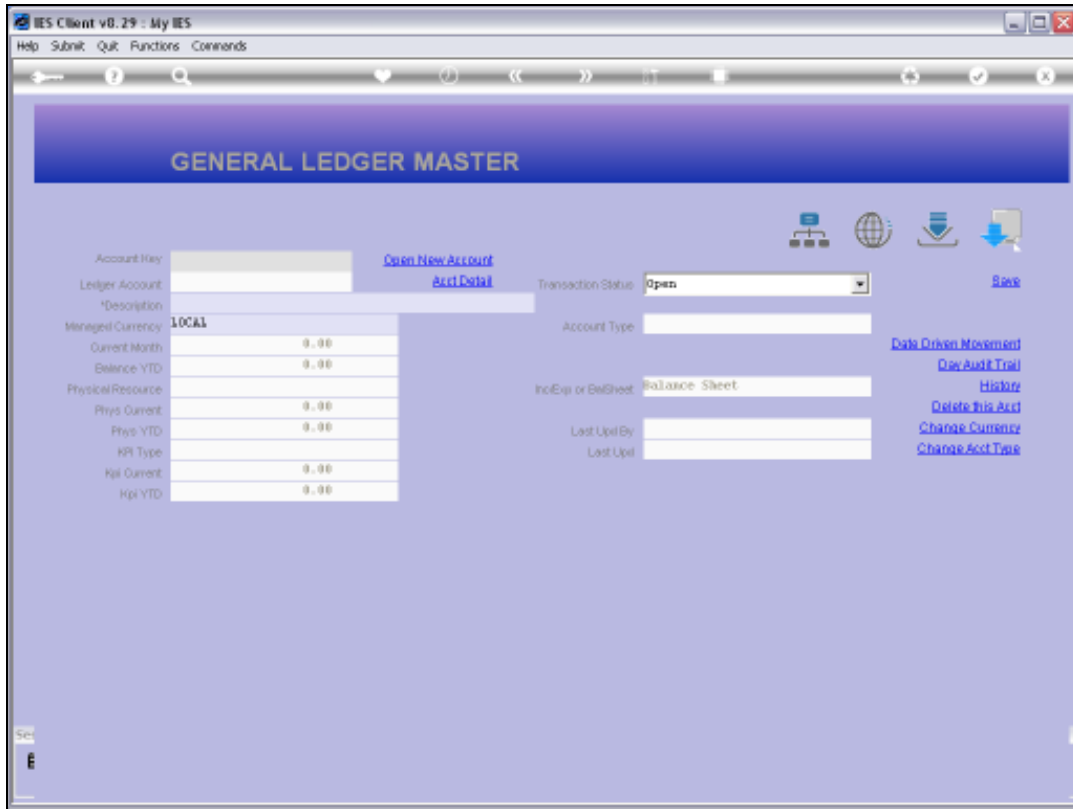 IES Client v8.29 : My IES
Help Submit Quit Functions Commands
GENERAL LEDGER MASTER
Account Key
Open New Account
Ledger Account
Acct Detail
Transaction Status Open
Save
*Description
Managed Currency LOCAL
Account Type
Current Month 0.00
Date Driven Movement
Balance YTD 0.00
Day Audit Trail
Physical Resource
Inc/Exp or BalSheet Balance Sheet
History
Phys Current 0.00
Delete this Acct
Phys YTD 0.00
Last Upd By
Change Currency
KPI Type
Last Upd
Change Acct Type
Kpi Current 0.00
Kpi YTD 0.00